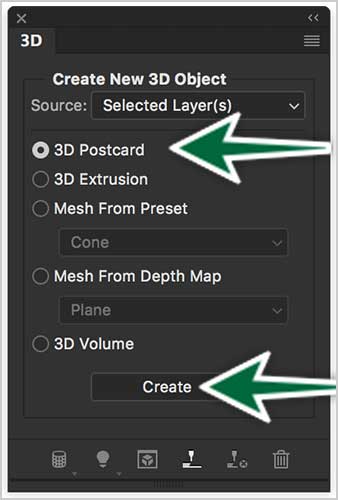 3D
Create New 3D Object
Source: Selected Layer(s)
3D Postcard
3D Extrusion
Mesh From Preset
Cone
Mesh From Depth Map
Plane
3D Volume
Create